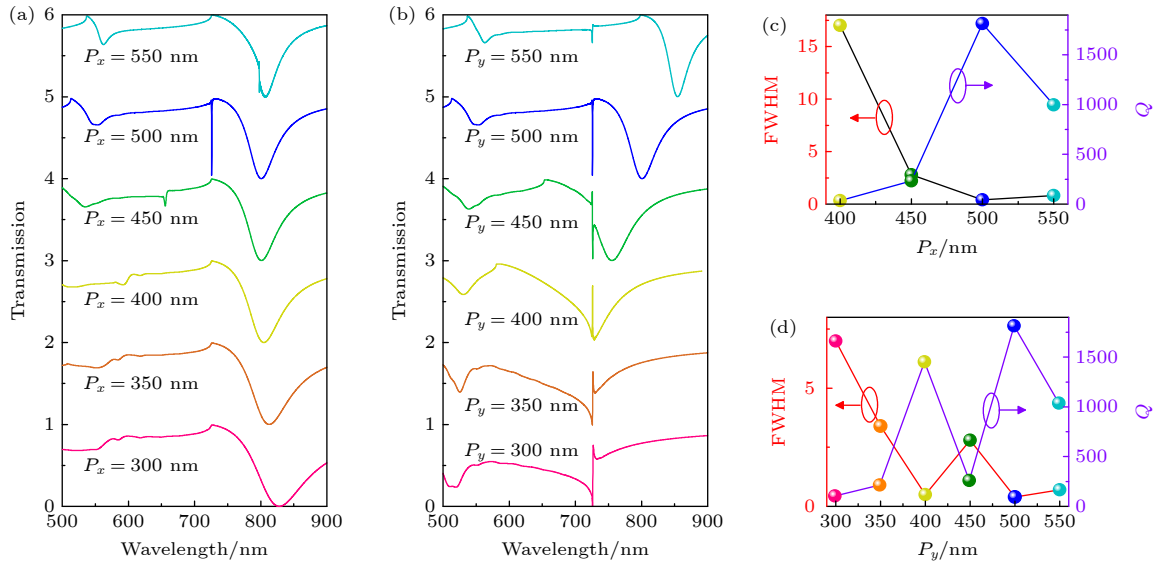 (a)
6
5
4
3
2
1
0
Transmission
P_x = 550 nm
P_x = 500 nm
P_x = 450 nm
P_x = 400 nm
P_x = 350 nm
P_x = 300 nm
500 600 700 800 900
Wavelength/nm
(b)
6
5
4
3
2
1
0
Transmission
P_y = 550 nm
P_y = 500 nm
P_y = 450 nm
P_y = 400 nm
P_y = 350 nm
P_y = 300 nm
500 600 700 800 900
Wavelength/nm
(c)
15
10
5
0
FWHM
1500
1000
500
0
Q
400 450 500 550
P_x/nm
(d)
5
0
FWHM
1500
1000
500
0
Q
300 350 400 450 500 550
P_y/nm